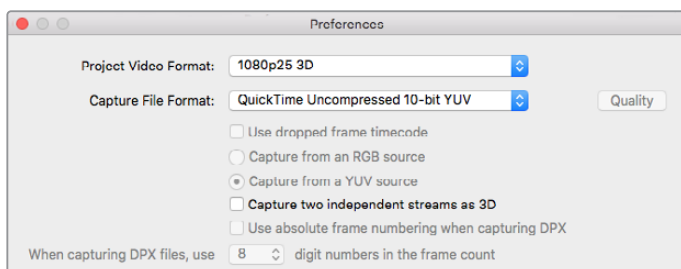 Preferences
Project Video Format: 1080p25 3D
Capture File Format: QuickTime Uncompressed 10-bit YUV Quality
Use dropped frame timecode
Capture from an RGB source
Capture from a YUV source
Capture two independent streams as 3D
Use absolute frame numbering when capturing DPX
When capturing DPX files, use 8 digit numbers in the frame count